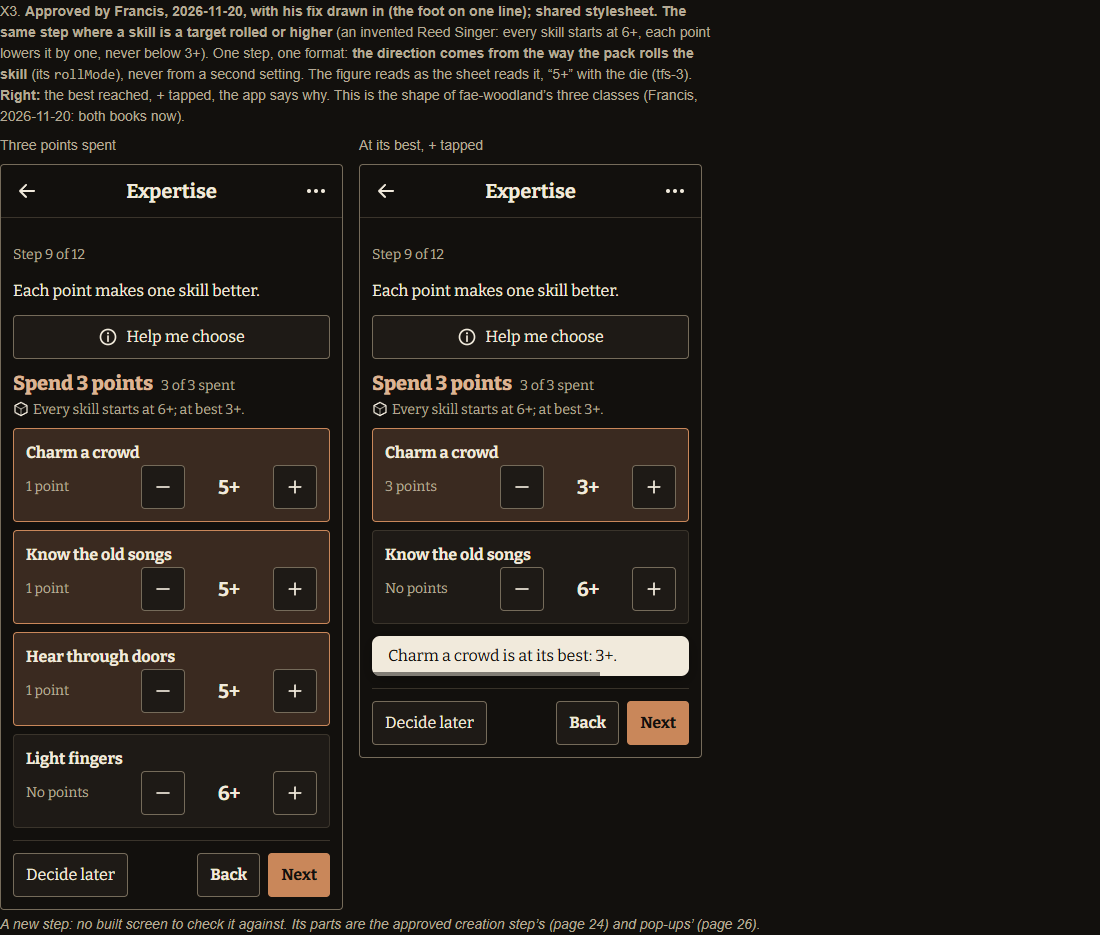 X3. Approved by Francis, 2026-11-20, with his fix drawn in (the foot on one line); shared stylesheet. The
same step where a skill is a target rolled or higher (an invented Reed Singer: every skill starts at 6+, each point
lowers it by one, never below 3+). One step, one format: the direction comes from the way the pack rolls the
skill (its rollMode), never from a second setting. The figure reads as the sheet reads it, “5+” with the die (tfs-3).
Right: the best reached, + tapped, the app says why. This is the shape of fae-woodland’s three classes (Francis,
2026-11-20: both books now).
Three points spent
Expertise
Step 9 of 12
Each point makes one skill better.
Help me choose
Spend 3 points 3 of 3 spent
Every skill starts at 6+; at best 3+.
Charm a crowd
1 point − 5+ +
Know the old songs
1 point − 5+ +
Hear through doors
1 point − 5+ +
Light fingers
No points − 6+ +
Decide later Back Next
At its best, + tapped
Expertise
Step 9 of 12
Each point makes one skill better.
Help me choose
Spend 3 points 3 of 3 spent
Every skill starts at 6+; at best 3+.
Charm a crowd
3 points − 3+ +
Know the old songs
No points − 6+ +
Charm a crowd is at its best: 3+.
Decide later Back Next
A new step: no built screen to check it against. Its parts are the approved creation step’s (page 24) and pop-ups’ (page 26).